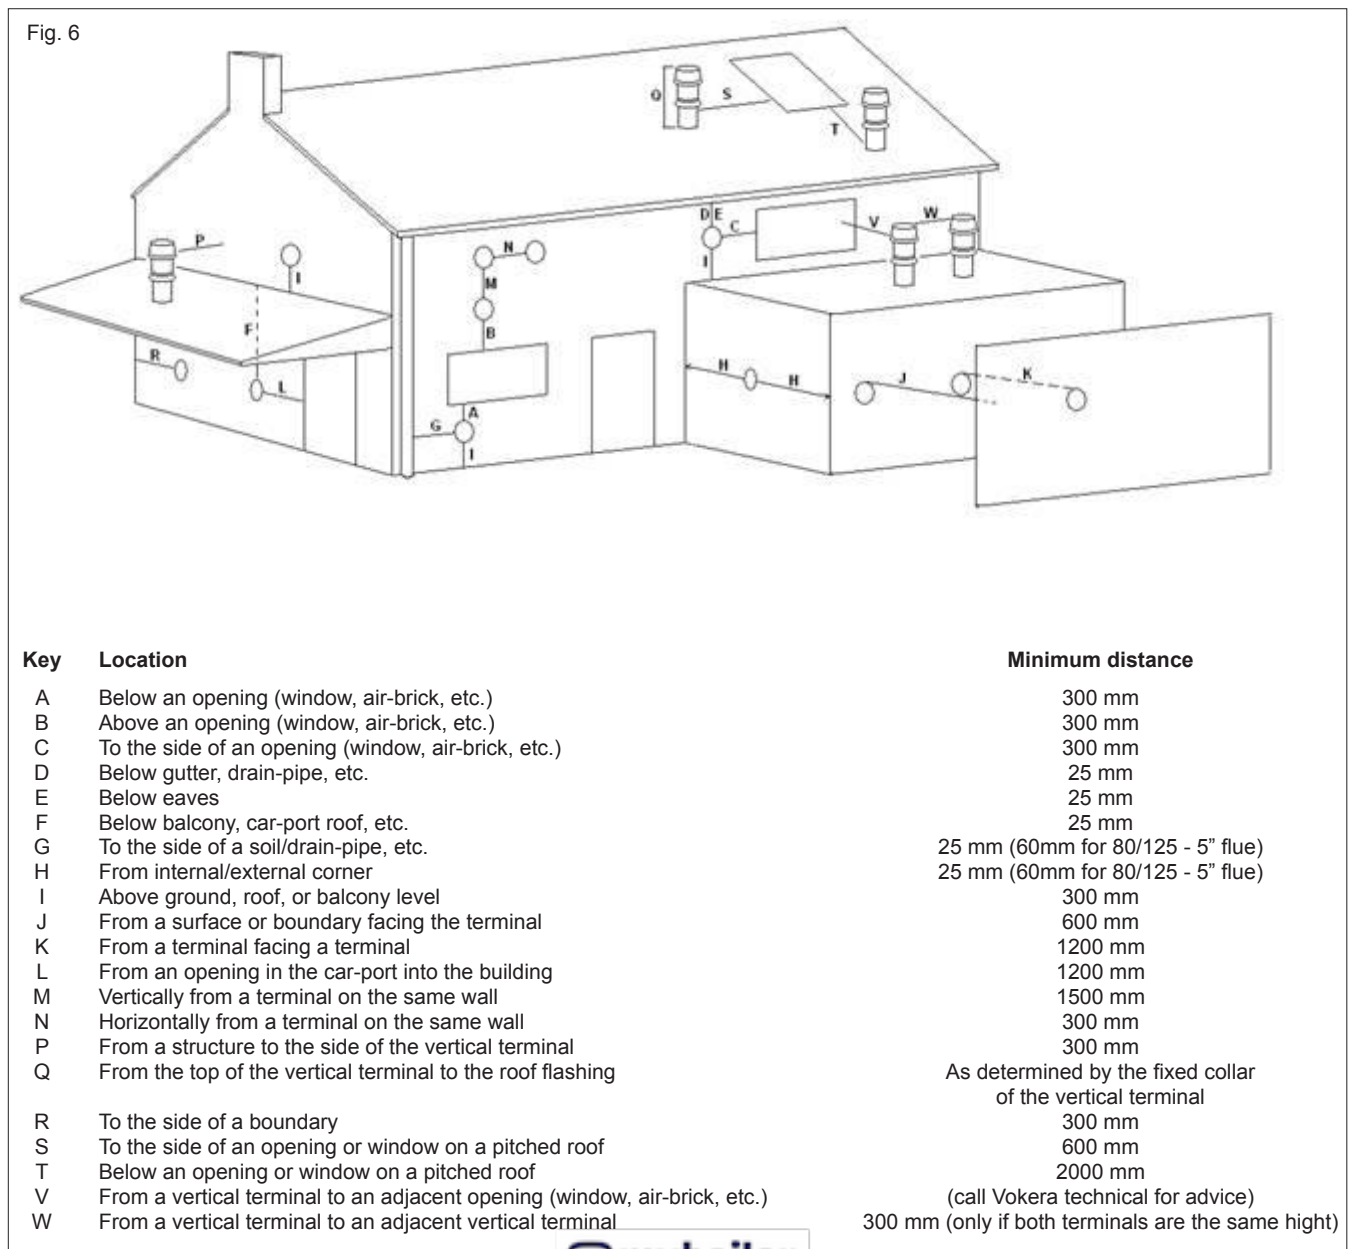 Fig. 6
Q
S
T
D E
C
V
W
I
P
I
N
M
B
F
R
L
A
G
I
H
H
J
K
Key Location Minimum distance
A Below an opening (window, air-brick, etc.) 300 mm
B Above an opening (window, air-brick, etc.) 300 mm
C To the side of an opening (window, air-brick, etc.) 300 mm
D Below gutter, drain-pipe, etc. 25 mm
E Below eaves 25 mm
F Below balcony, car-port roof, etc. 25 mm
G To the side of a soil/drain-pipe, etc. 25 mm (60mm for 80/125 - 5” flue)
H From internal/external corner 25 mm (60mm for 80/125 - 5” flue)
I Above ground, roof, or balcony level 300 mm
J From a surface or boundary facing the terminal 600 mm
K From a terminal facing a terminal 1200 mm
L From an opening in the car-port into the building 1200 mm
M Vertically from a terminal on the same wall 1500 mm
N Horizontally from a terminal on the same wall 300 mm
P From a structure to the side of the vertical terminal 300 mm
Q From the top of the vertical terminal to the roof flashing As determined by the fixed collar
of the vertical terminal
R To the side of a boundary 300 mm
S To the side of an opening or window on a pitched roof 600 mm
T Below an opening or window on a pitched roof 2000 mm
V From a vertical terminal to an adjacent opening (window, air-brick, etc.) (call Vokera technical for advice)
W From a vertical terminal to an adjacent vertical terminal 300 mm (only if both terminals are the same hight)